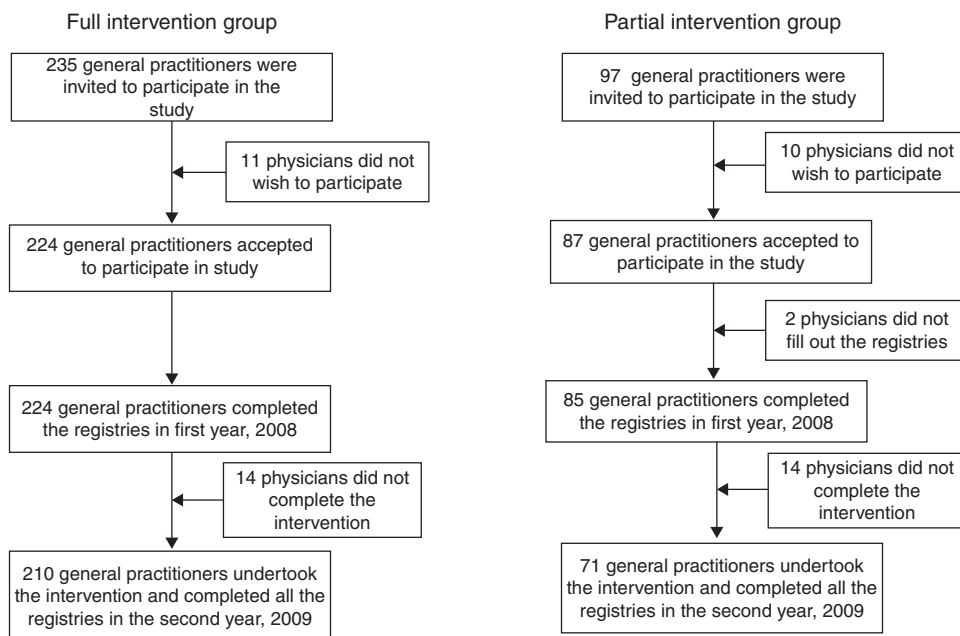 Full intervention group
235 general practitioners were
invited to participate in the
study
11 physicians did not
wish to participate
224 general practitioners accepted
to participate in study
224 general practitioners completed
the registries in first year, 2008
14 physicians did not
complete the
intervention
210 general practitioners undertook
the intervention and completed all the
registries in the second year, 2009
Partial intervention group
97 general practitioners were
invited to participate in the study
10 physicians did not
wish to participate
87 general practitioners accepted to
participate in the study
2 physicians did not
fill out the registries
85 general practitioners completed
the registries in first year, 2008
14 physicians did not
complete the
intervention
71 general practitioners undertook
the intervention and completed all the
registries in the second year, 2009